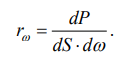 r_ω = dP / dS · dω .